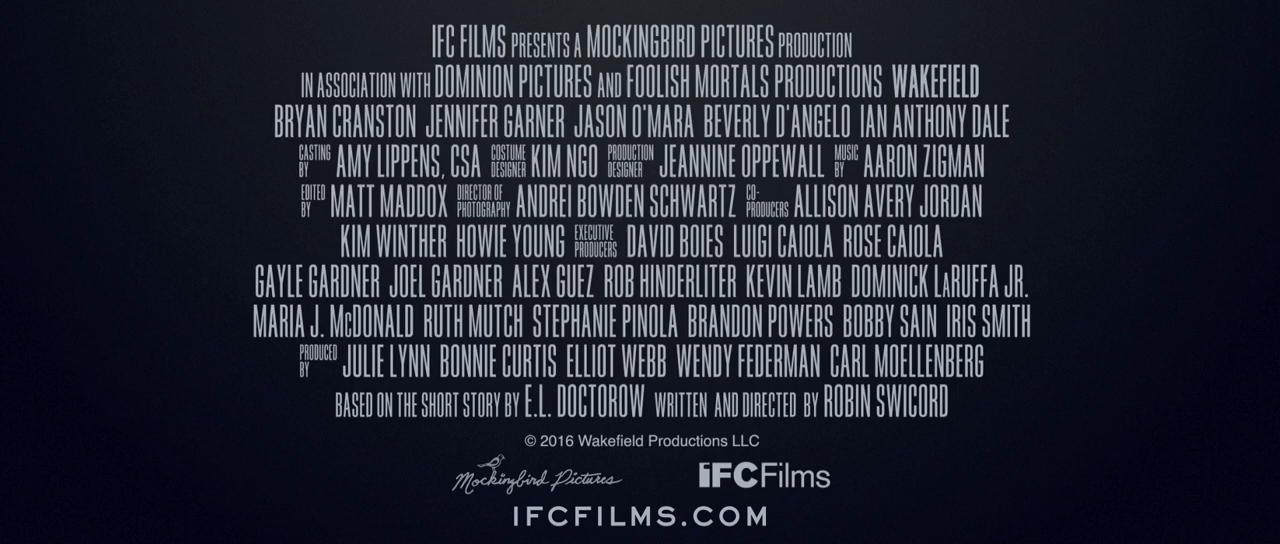 IFC FILMS PRESENTS A MOCKINGBIRD PICTURES PRODUCTION
IN ASSOCIATION WITH DOMINION PICTURES AND FOOLISH MORTALS PRODUCTIONS WAKEFIELD
BRYAN CRANSTON JENNIFER GARNER JASON O'MARA BEVERLY D'ANGELO IAN ANTHONY DALE
CASTING BY AMY LIPPENS, CSA COSTUME DESIGNER KIM NGO PRODUCTION DESIGNER JEANNINE OPPEWALL MUSIC BY AARON ZIGMAN
EDITED BY MATT MADDOX DIRECTOR OF PHOTOGRAPHY ANDREI BOWDEN SCHWARTZ CO-PRODUCERS ALLISON AVERY JORDAN
KIM WINTHER HOWIE YOUNG EXECUTIVE PRODUCERS DAVID BOIES LUIGI CAIOLA ROSE CAIOLA
GAYLE GARDNER JOEL GARDNER ALEX GUEZ ROB HINDERLITER KEVIN LAMB DOMINICK LaRUFFA JR.
MARIA J. McDONALD RUTH MUTCH STEPHANIE PINOLA BRANDON POWERS BOBBY SAIN IRIS SMITH
PRODUCED BY JULIE LYNN BONNIE CURTIS ELLIOT WEBB WENDY FEDERMAN CARL MOELLENBERG
BASED ON THE SHORT STORY BY E.L. DOCTOROW WRITTEN AND DIRECTED BY ROBIN SWICORD
© 2016 Wakefield Productions LLC
Mockingbird Pictures IFC Films
IFCFILMS.COM